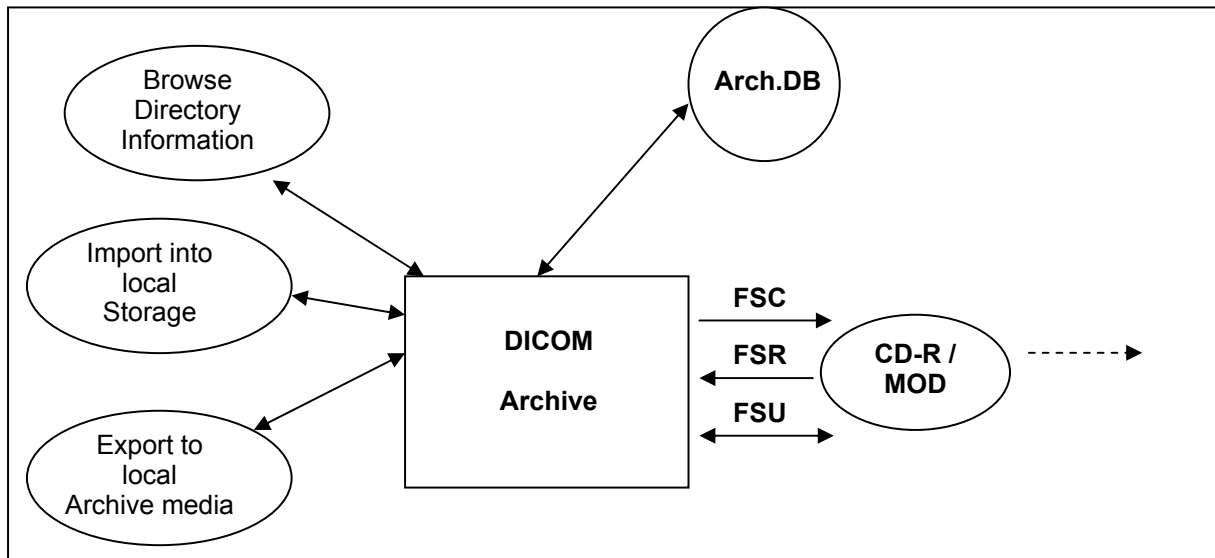 Browse
Directory
Information
Arch.DB
Import into
local
Storage
Export to
local
Archive media
DICOM
Archive
FSC
FSR
FSU
CD-R /
MOD